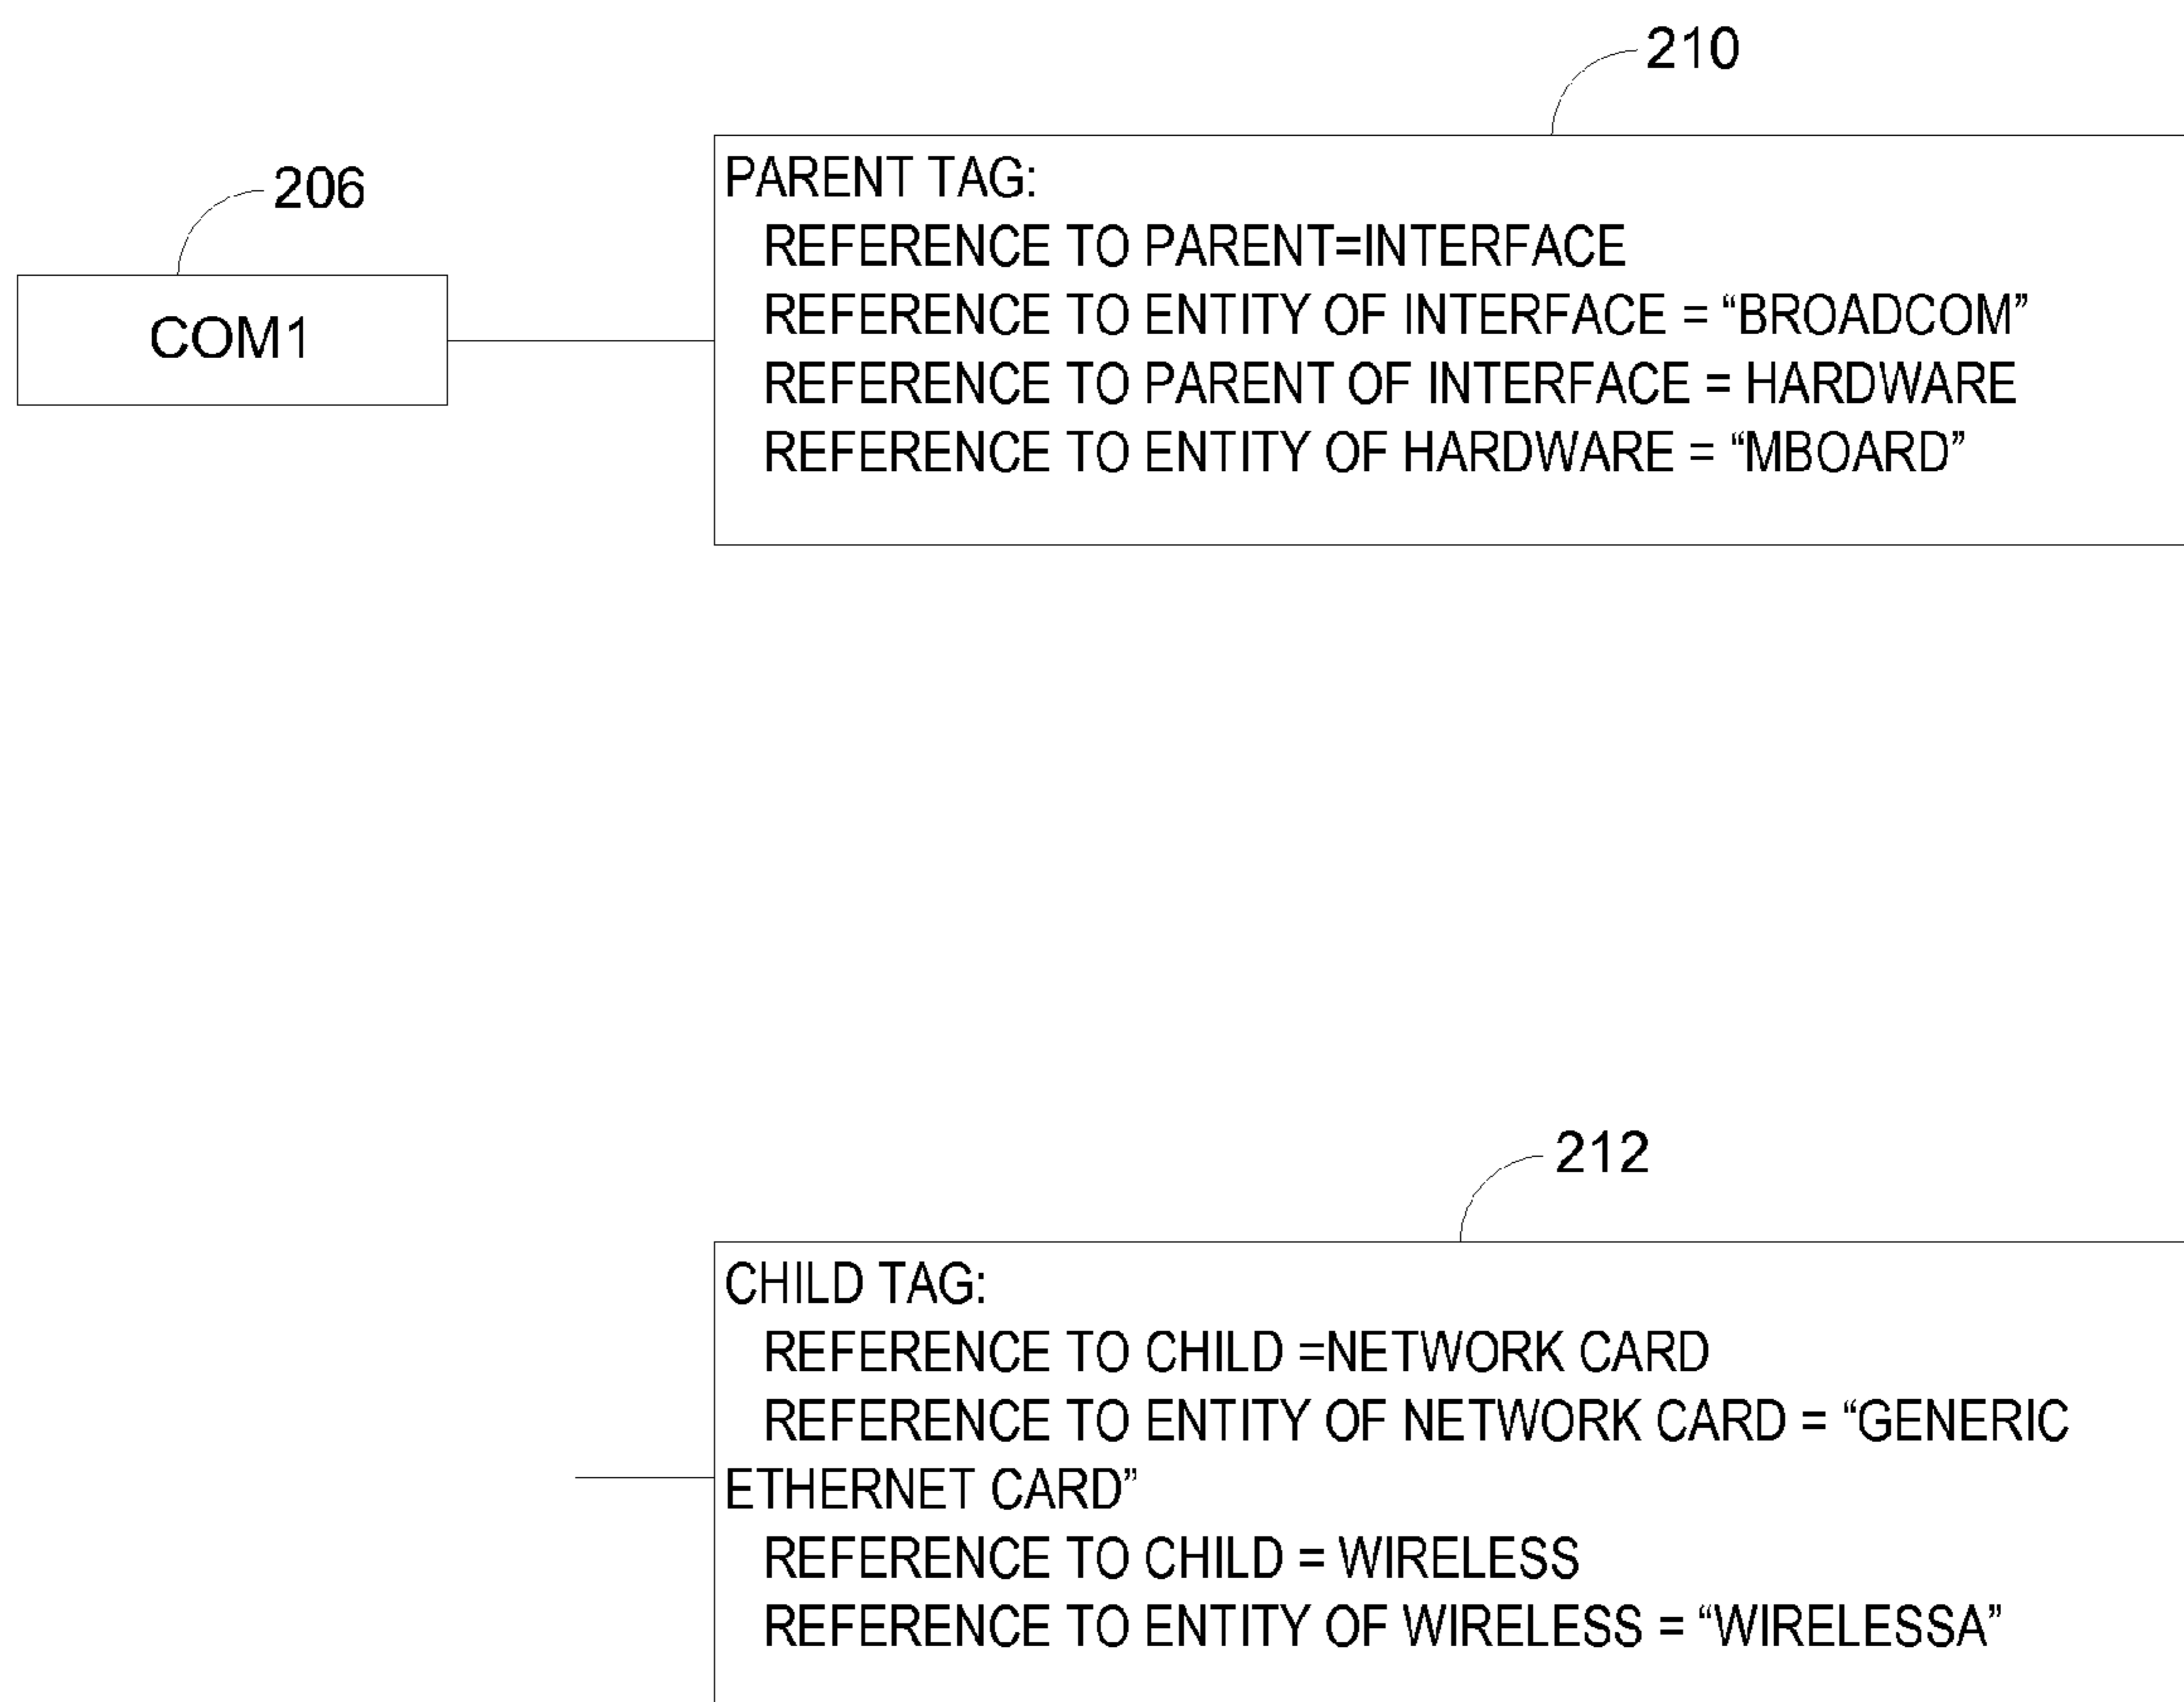 210
206
PARENT TAG:
REFERENCE TO PARENT=INTERFACE
REFERENCE TO ENTITY OF INTERFACE = “BROADCOM”
REFERENCE TO PARENT OF INTERFACE = HARDWARE
REFERENCE TO ENTITY OF HARDWARE = “MBOARD”
COM1
212
CHILD TAG:
REFERENCE TO CHILD =NETWORK CARD
REFERENCE TO ENTITY OF NETWORK CARD = “GENERIC
ETHERNET CARD”
REFERENCE TO CHILD = WIRELESS
REFERENCE TO ENTITY OF WIRELESS = “WIRELESSA”